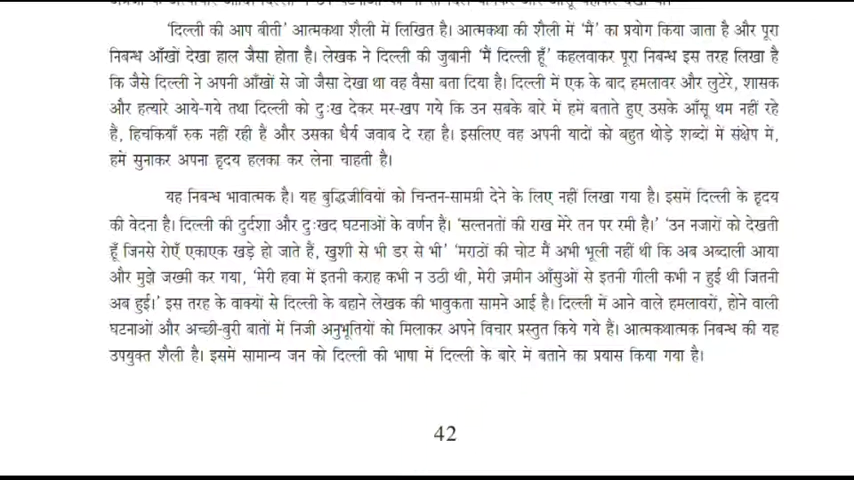 'दिल्ली की आप बीती' आत्मकथा शैली में लिखित है। आत्मकथा की शैली में 'मैं' का प्रयोग किया जाता है और पूरा
निबन्ध आँखों देखा हाल जैसा होता है। लेखक ने दिल्ली की जुबानी 'मैं दिल्ली हूँ' कहलवाकर पूरा निबन्ध इस तरह लिखा है
कि जैसे दिल्ली ने अपनी आँखों से जो जैसा देखा था वह वैसा बता दिया है। दिल्ली में एक के बाद हमलावर और लुटेरे, शासक
और हत्यारे आये-गये तथा दिल्ली को दुःख देकर मर-खप गये कि उन सबके बारे में हमें बताते हुए उसके आँसू थम नहीं रहे
हैं, हिचकियाँ रुक नहीं रही हैं और उसका धैर्य जवाब दे रहा है। इसलिए वह अपनी यादों को बहुत थोड़े शब्दों में संक्षेप में,
हमें सुनाकर अपना हृदय हलका कर लेना चाहती है।
यह निबन्ध भावात्मक है। यह बुद्धिजीवियों को चिन्तन-सामग्री देने के लिए नहीं लिखा गया है। इसमें दिल्ली के हृदय
की वेदना है। दिल्ली की दुर्दशा और दुःखद घटनाओं के वर्णन है। 'सल्तनतों की राख मेरे तन पर रमी है।' 'उन नजारों को देखती
हूँ जिनसे रोएँ एकाएक खड़े हो जाते हैं, खुशी से भी डर से भी' 'मराठों की चोट मैं अभी भूली नहीं थी कि अब अब्दाली आया
और मुझे जख्मी कर गया, 'मेरी हवा में इतनी कराह कभी न उठी थी, मेरी ज़मीन आँसुओं से इतनी गीली कभी न हुई थी जितनी
अब हुई।' इस तरह के वाक्यों से दिल्ली के बहाने लेखक की भावुकता सामने आई है। दिल्ली में आने वाले हमलावरों, होने वाली
घटनाओं और अच्छी-बुरी बातों में निजी अनुभूतियों को मिलाकर अपने विचार प्रस्तुत किये गये हैं। आत्मकथात्मक निबन्ध की यह
उपयुक्त शैली है। इसमें सामान्य जन को दिल्ली की भाषा में दिल्ली के बारे में बताने का प्रयास किया गया है।
42